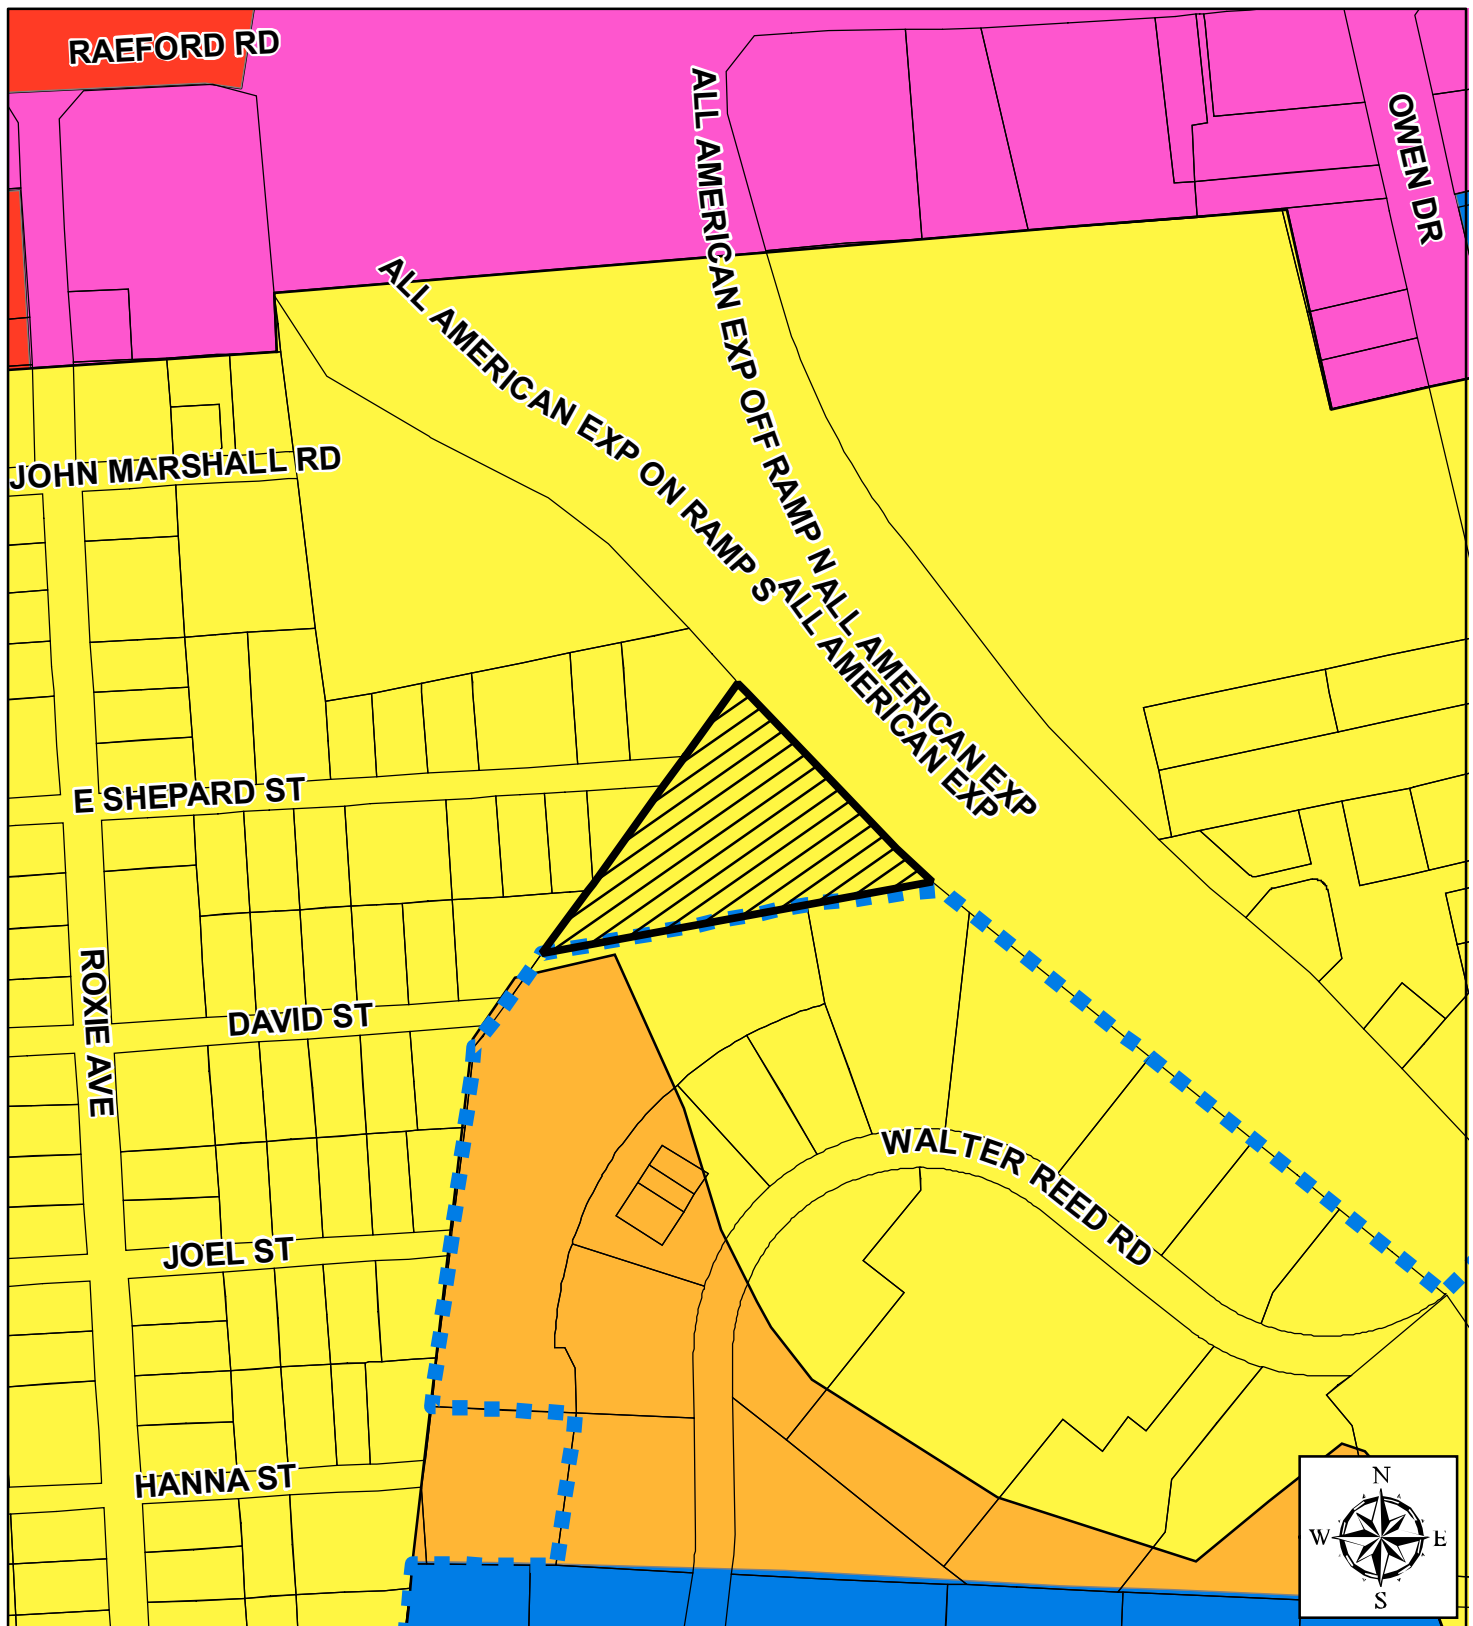 RAEFORD RD
ALL AMERICAN EXP OFF RAMP N
OWEN DR
ALL AMERICAN EXP ON RAMP S
JOHN MARSHALL RD
ALL AMERICAN EXP
ALL AMERICAN EXP
E SHEPARD ST
ROXIE AVE
DAVID ST
WALTER REED RD
JOEL ST
HANNA ST
N
W
E
S